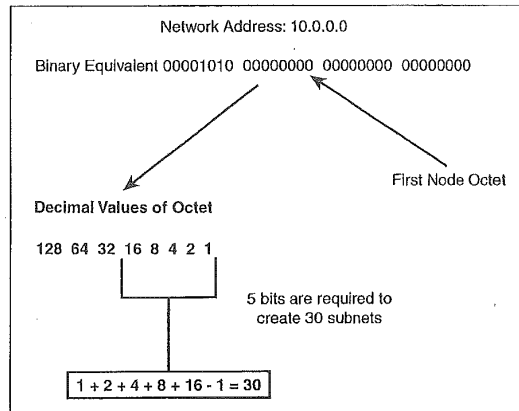 Network Address: 10.0.0.0
Binary Equivalent 00001010 00000000 00000000 00000000
First Node Octet
Decimal Values of Octet
128 64 32 16 8 4 2 1
5 bits are required to
create 30 subnets
1 + 2 + 4 + 8 + 16 - 1 = 30